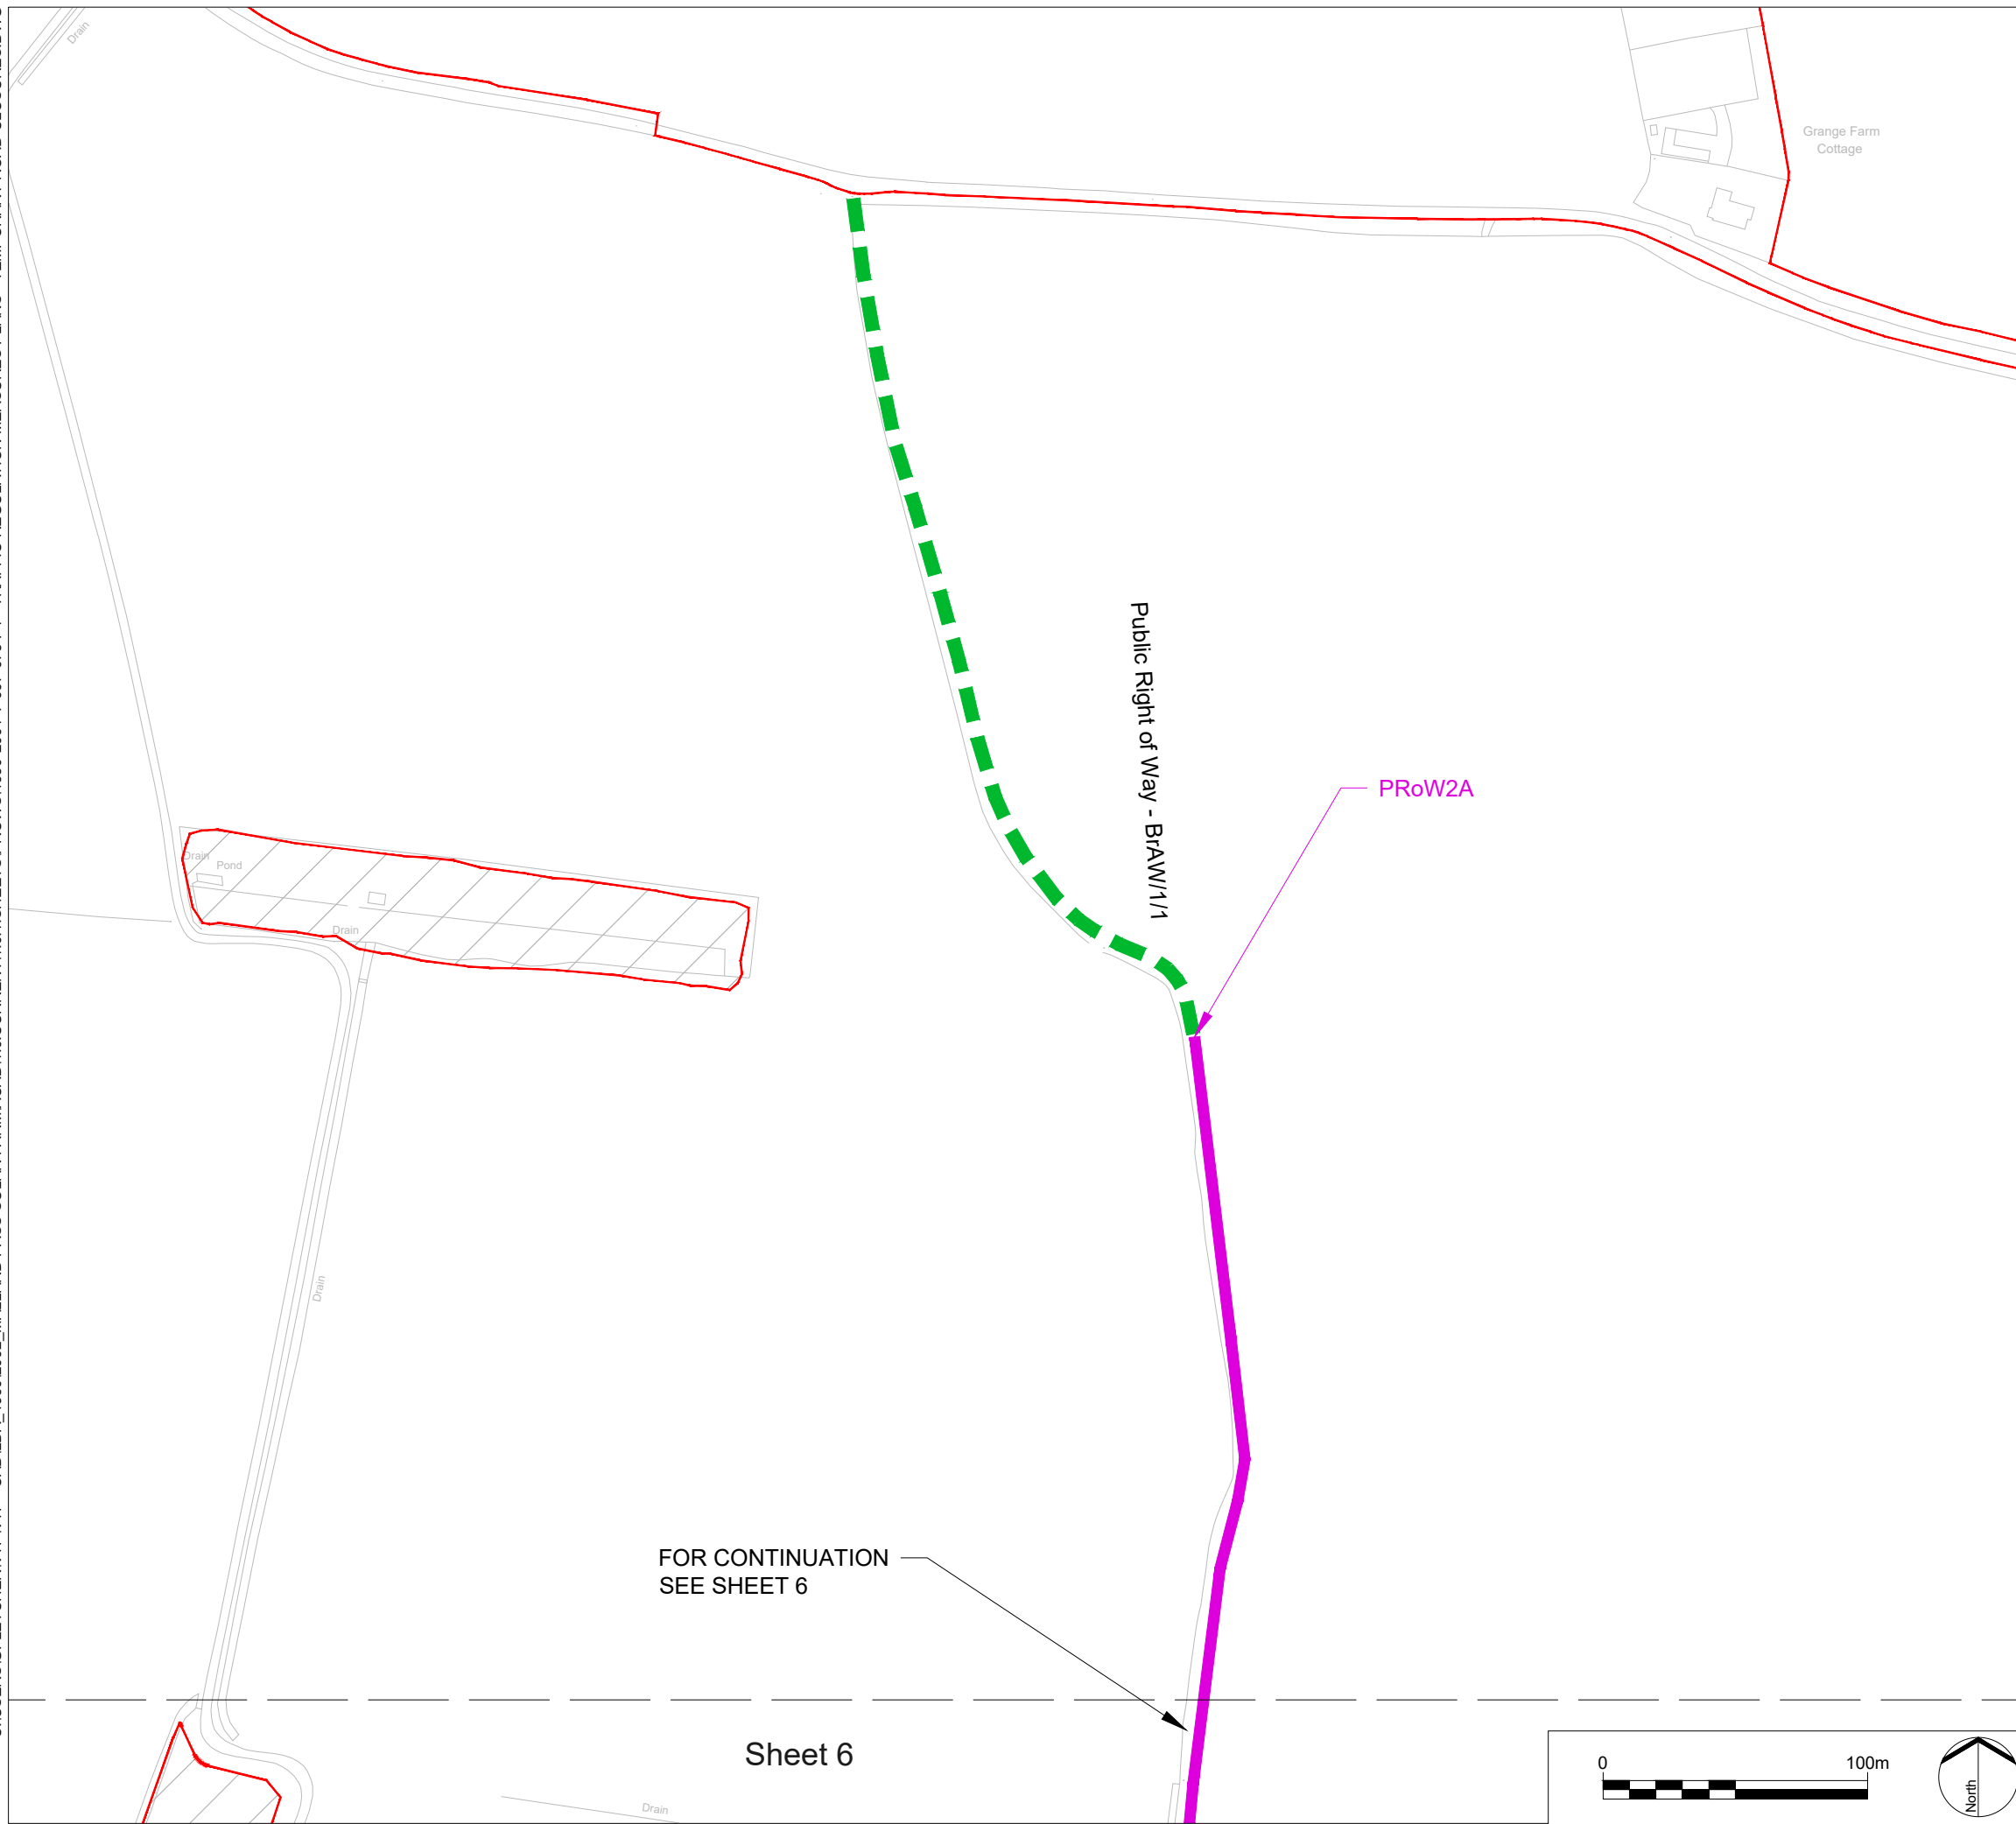 Drain
Grange Farm
Cottage
Public Right of Way - BrAW/1/1
PRoW2A
Drain
Pond
Drain
Drain
FOR CONTINUATION
SEE SHEET 6
Sheet 6
Drain
0 100m
North